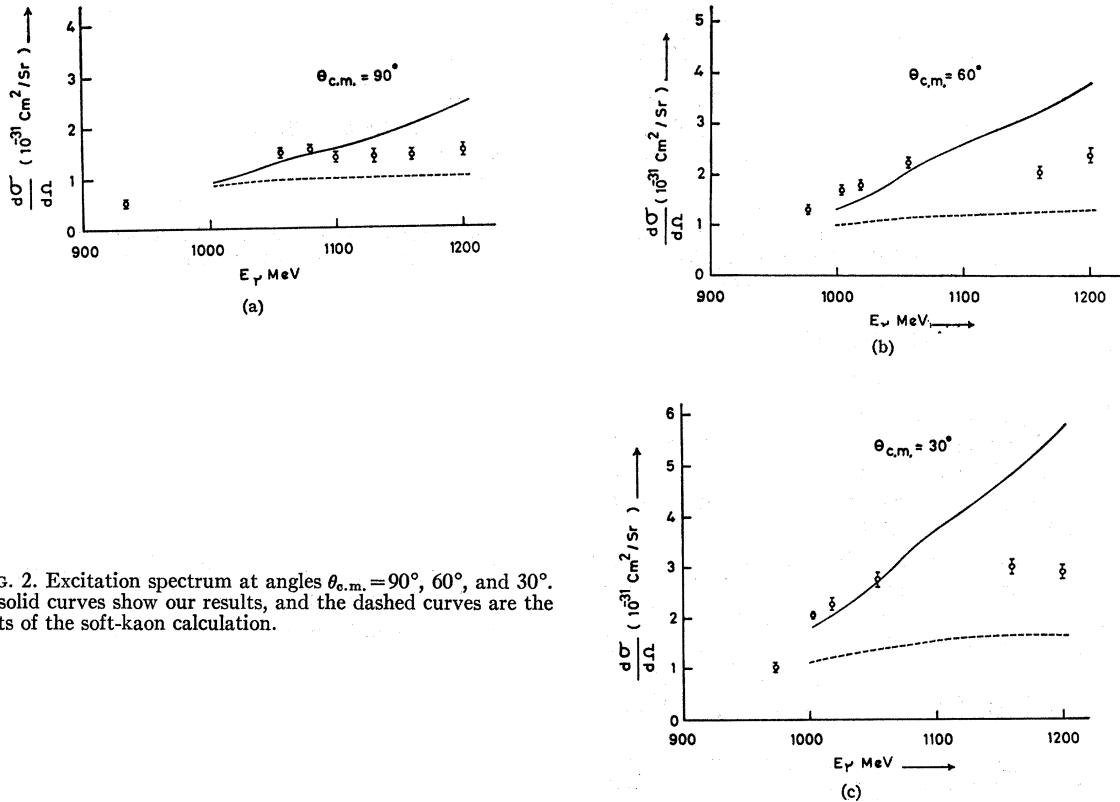 4
3
2
1
0
dσ/dΩ (10⁻³¹ Cm²/Sr)
θc.m. = 90°
900 1000 1100 1200
Eγ MeV
(a)
5
4
3
2
1
0
dσ/dΩ (10⁻³¹ Cm²/Sr)
θc,m, = 60°
900 1000 1100 1200
Eγ MeV
(b)
6
5
4
3
2
1
0
dσ/dΩ (10⁻³¹ Cm²/Sr)
θc.m. = 30°
900 1000 1100 1200
Eγ MeV
(c)
G. 2. Excitation spectrum at angles θc.m. = 90°, 60°, and 30°.
solid curves show our results, and the dashed curves are the
ts of the soft-kaon calculation.